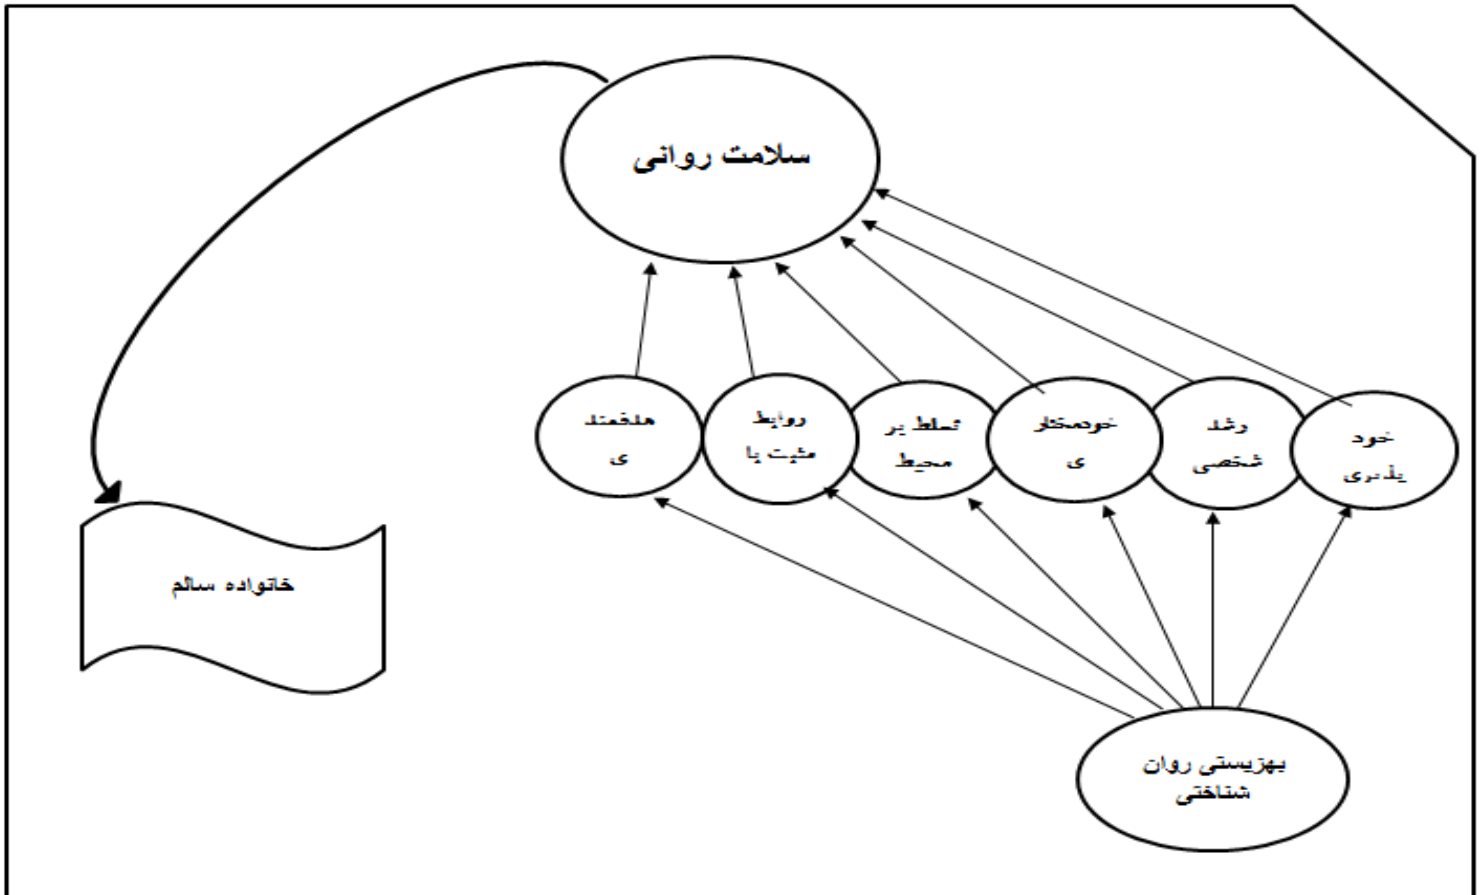 سلامت روانی
خود
پذیری
رشد
شخصی
خودمختار
ی
تسلط بر
محیط
روابط
مثبت با
هدفمند
ی
خانواده سالم
بهزیستی روان
شناختی